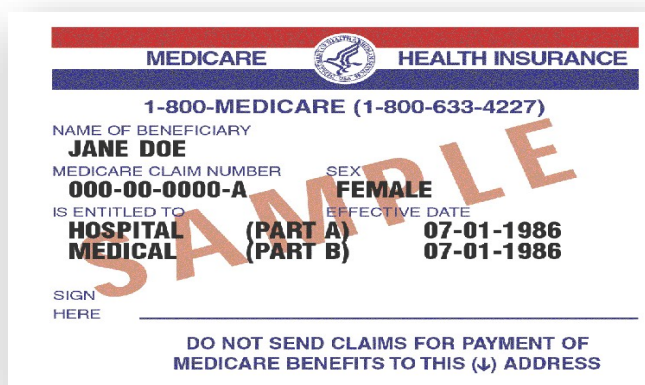 MEDICARE HEALTH INSURANCE
1-800-MEDICARE (1-800-633-4227)
NAME OF BENEFICIARY
JANE DOE
MEDICARE CLAIM NUMBER SEX
000-00-0000-A FEMALE
IS ENTITLED TO EFFECTIVE DATE
HOSPITAL (PART A) 07-01-1986
MEDICAL (PART B) 07-01-1986
SAMPLE
SIGN
HERE
DO NOT SEND CLAIMS FOR PAYMENT OF
MEDICARE BENEFITS TO THIS (↓) ADDRESS